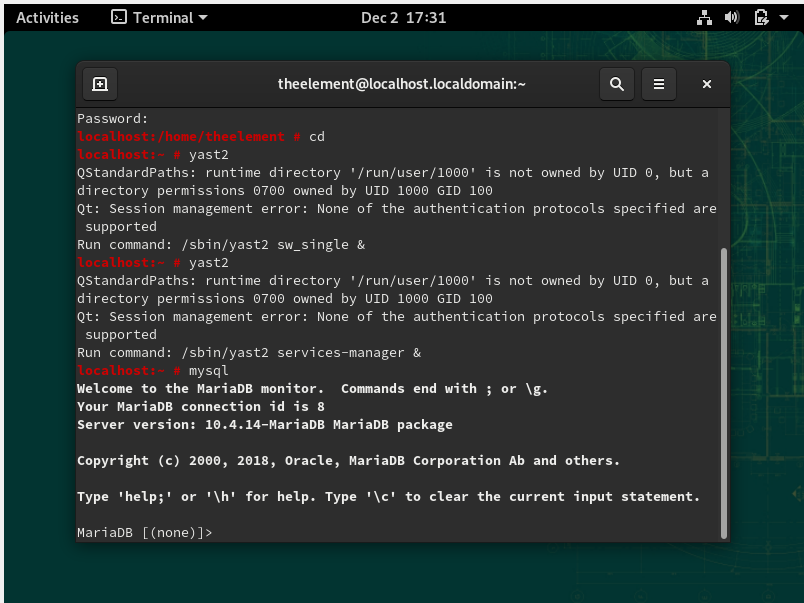 Activities Terminal Dec 2 17:31
theelement@localhost.localdomain:~
Password:
localhost:/home/theelement # cd
localhost:~ # yast2
QStandardPaths: runtime directory '/run/user/1000' is not owned by UID 0, but a
directory permissions 0700 owned by UID 1000 GID 100
Qt: Session management error: None of the authentication protocols specified are
 supported
Run command: /sbin/yast2 sw_single &
localhost:~ # yast2
QStandardPaths: runtime directory '/run/user/1000' is not owned by UID 0, but a
directory permissions 0700 owned by UID 1000 GID 100
Qt: Session management error: None of the authentication protocols specified are
 supported
Run command: /sbin/yast2 services-manager &
localhost:~ # mysql
Welcome to the MariaDB monitor.  Commands end with ; or \g.
Your MariaDB connection id is 8
Server version: 10.4.14-MariaDB MariaDB package
Copyright (c) 2000, 2018, Oracle, MariaDB Corporation Ab and others.
Type 'help;' or '\h' for help. Type '\c' to clear the current input statement.
MariaDB [(none)]>